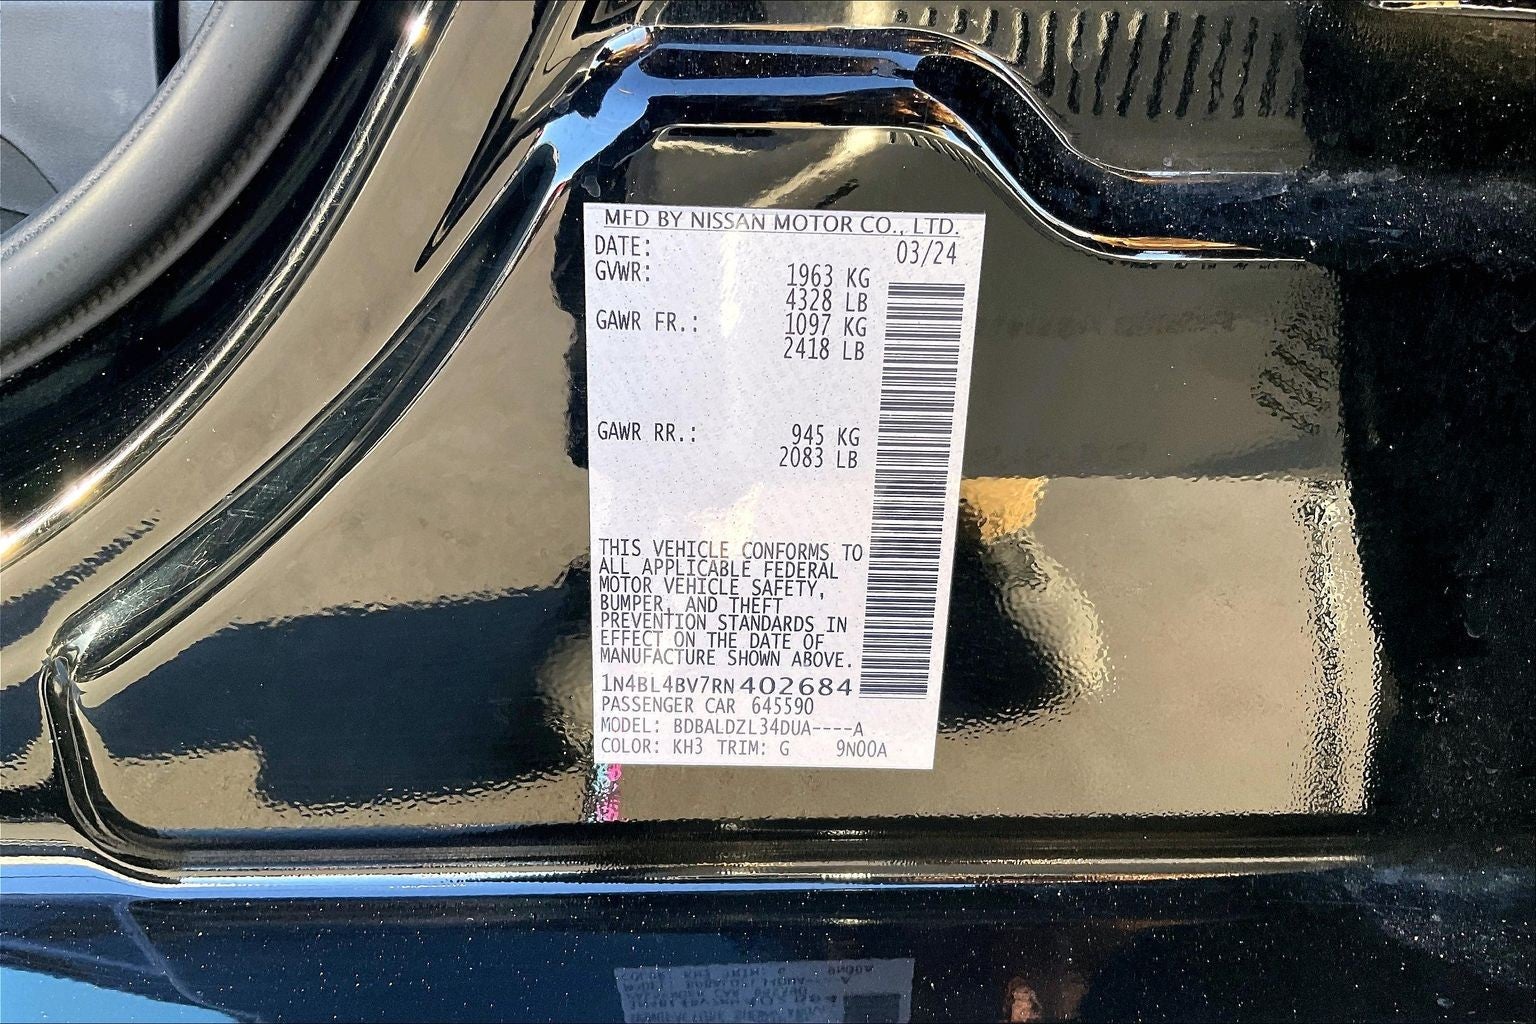 MFD BY NISSAN MOTOR CO., LTD.
DATE: 03/24
GVWR: 1963 KG
4328 LB
GAWR FR.: 1097 KG
2418 LB
GAWR RR.: 945 KG
2083 LB
THIS VEHICLE CONFORMS TO
ALL APPLICABLE FEDERAL
MOTOR VEHICLE SAFETY,
BUMPER, AND THEFT
PREVENTION STANDARDS IN
EFFECT ON THE DATE OF
MANUFACTURE SHOWN ABOVE.
1N4BL4BV7RN402684
PASSENGER CAR 645590
MODEL: BDBALDZL34DUA----A
COLOR: KH3 TRIM: G 9N00A